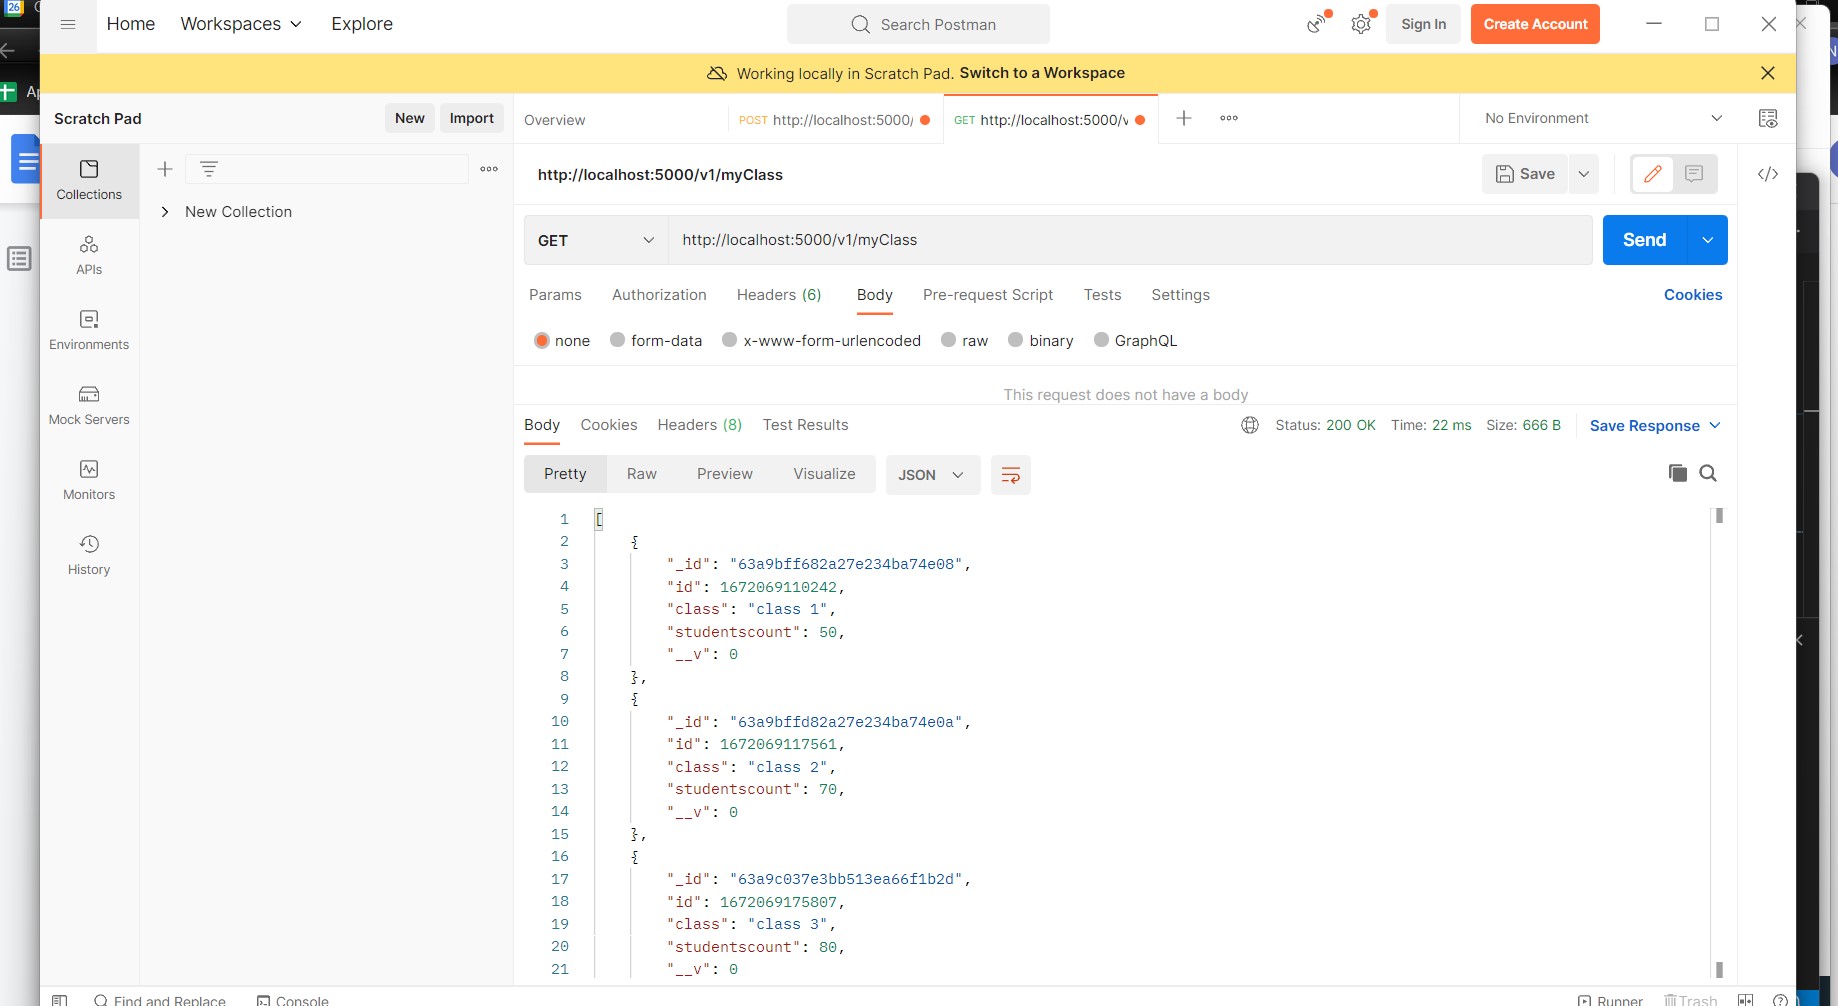 26
Home Workspaces Explore Search Postman Sign In Create Account
Working locally in Scratch Pad. Switch to a Workspace
Scratch Pad New Import Overview POST http://localhost:5000/ GET http://localhost:5000/v No Environment
http://localhost:5000/v1/myClass Save
Collections New Collection
GET http://localhost:5000/v1/myClass Send
APIs
Params Authorization Headers (6) Body Pre-request Script Tests Settings Cookies
Environments none form-data x-www-form-urlencoded raw binary GraphQL
This request does not have a body
Mock Servers
Body Cookies Headers (8) Test Results Status: 200 OK Time: 22 ms Size: 666 B Save Response
Pretty Raw Preview Visualize JSON
Monitors
History
1 [
2 {
3 "_id": "63a9bff682a27e234ba74e08",
4 "id": 1672069110242,
5 "class": "class 1",
6 "studentscount": 50,
7 "__v": 0
8 },
9 {
10 "_id": "63a9bffd82a27e234ba74e0a",
11 "id": 1672069117561,
12 "class": "class 2",
13 "studentscount": 70,
14 "__v": 0
15 },
16 {
17 "_id": "63a9c037e3bb513ea66f1b2d",
18 "id": 1672069175807,
19 "class": "class 3",
20 "studentscount": 80,
21 "__v": 0
Find and Replace Console Runner Trash